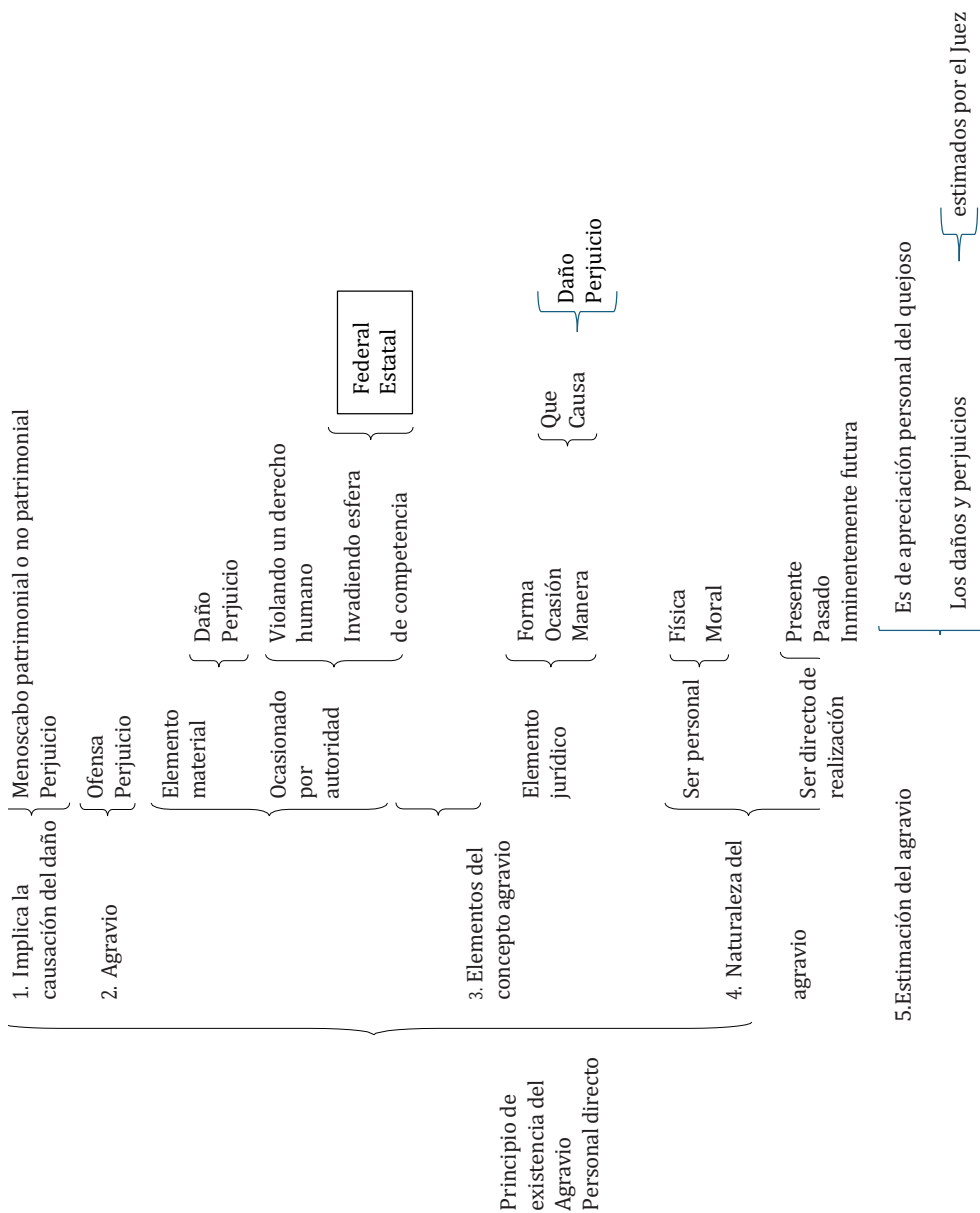 Principio de
existencia del
Agravio
Personal directo
1. Implica la
causación del daño
Menoscabo patrimonial o no patrimonial
Perjuicio
2. Agravio
Ofensa
Perjuicio
3. Elementos del
concepto agravio
Elemento
material
Daño
Perjuicio
Ocasionado
por
autoridad
Violando un derecho
humano
Invadiendo esfera
de competencia
Federal
Estatal
Elemento
jurídico
Forma
Ocasión
Manera
Que
Causa
Daño
Perjuicio
4. Naturaleza del
agravio
Ser personal
Física
Moral
Ser directo de
realización
Presente
Pasado
Inminentemente futura
5.Estimación del agravio
Es de apreciación personal del quejoso
Los daños y perjuicios
estimados por el Juez